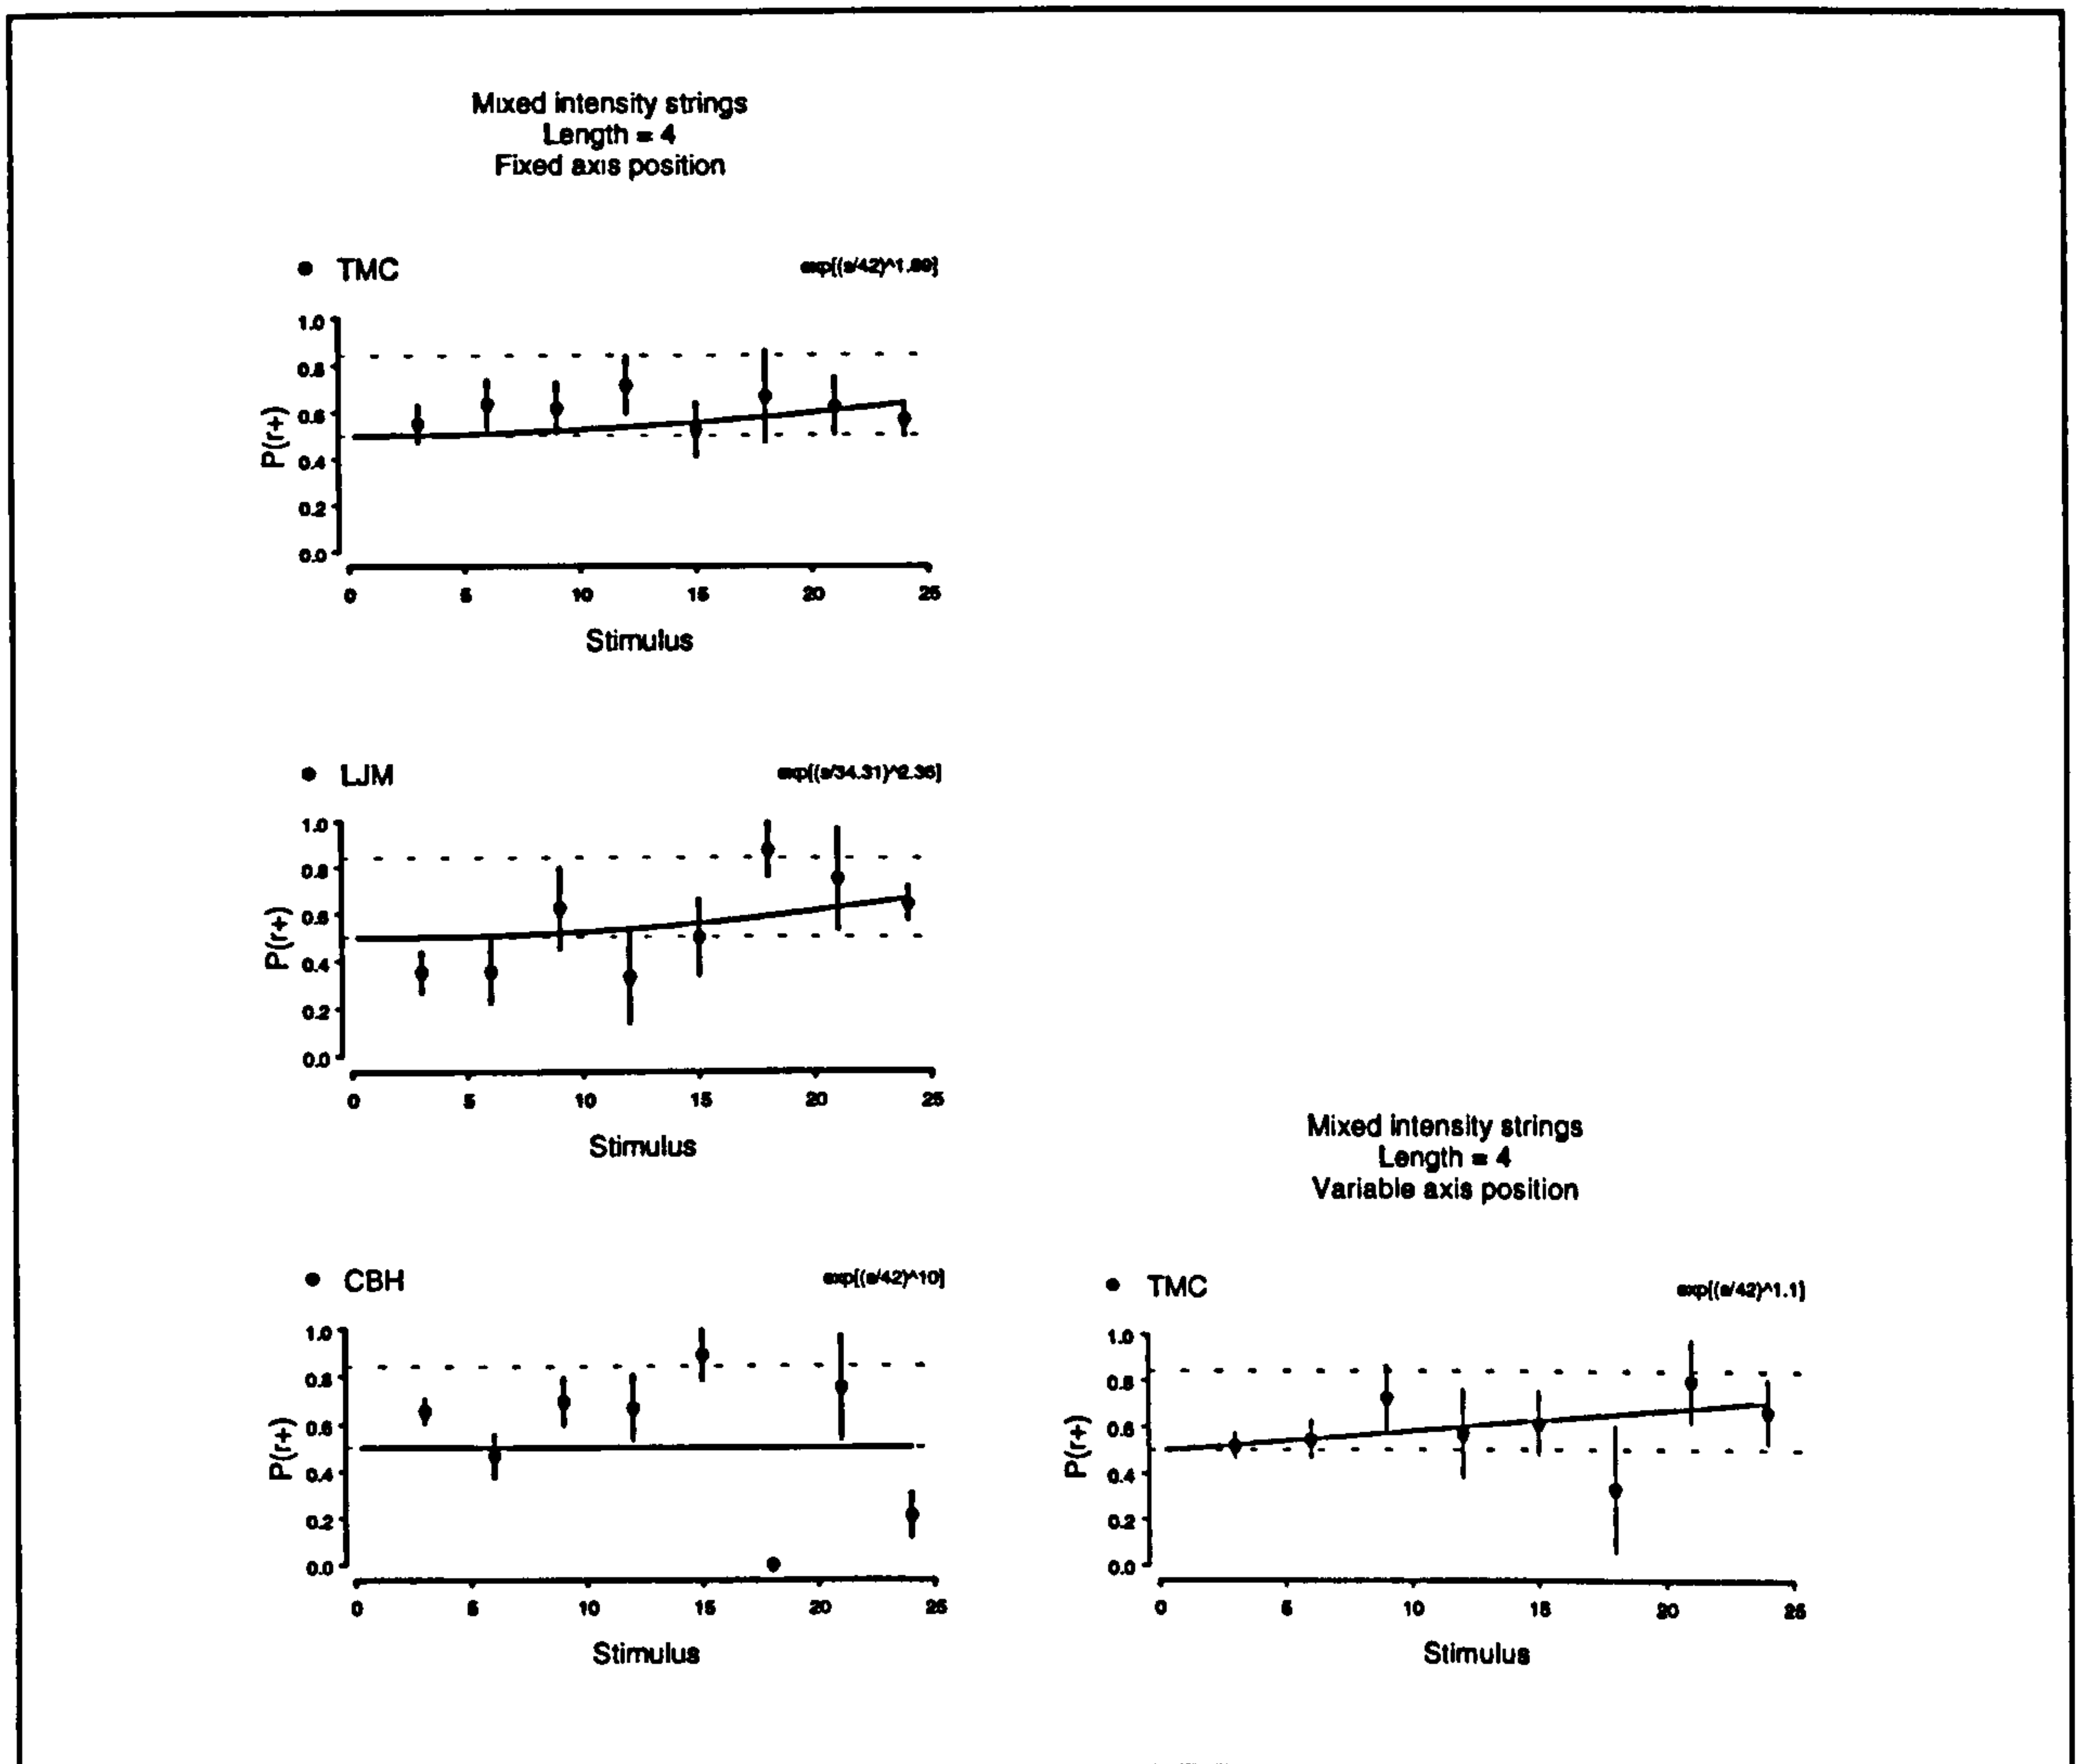 Mixed intensity strings
Length = 4
Fixed axis position
TMC
exp[(s/42)^1.89]
1.0
0.8
0.6
0.4
0.2
0.0
P(r+)
0 5 10 15 20 25
Stimulus
LJM
exp[(s/34.31)^2.36]
1.0
0.8
0.6
0.4
0.2
0.0
P(r+)
0 5 10 15 20 25
Stimulus
Mixed intensity strings
Length = 4
Variable axis position
CBH
exp[(s/42)^10]
1.0
0.8
0.6
0.4
0.2
0.0
P(r+)
0 5 10 15 20 25
Stimulus
TMC
exp[(s/42)^1.1]
1.0
0.8
0.6
0.4
0.2
0.0
P(r+)
0 5 10 15 20 25
Stimulus